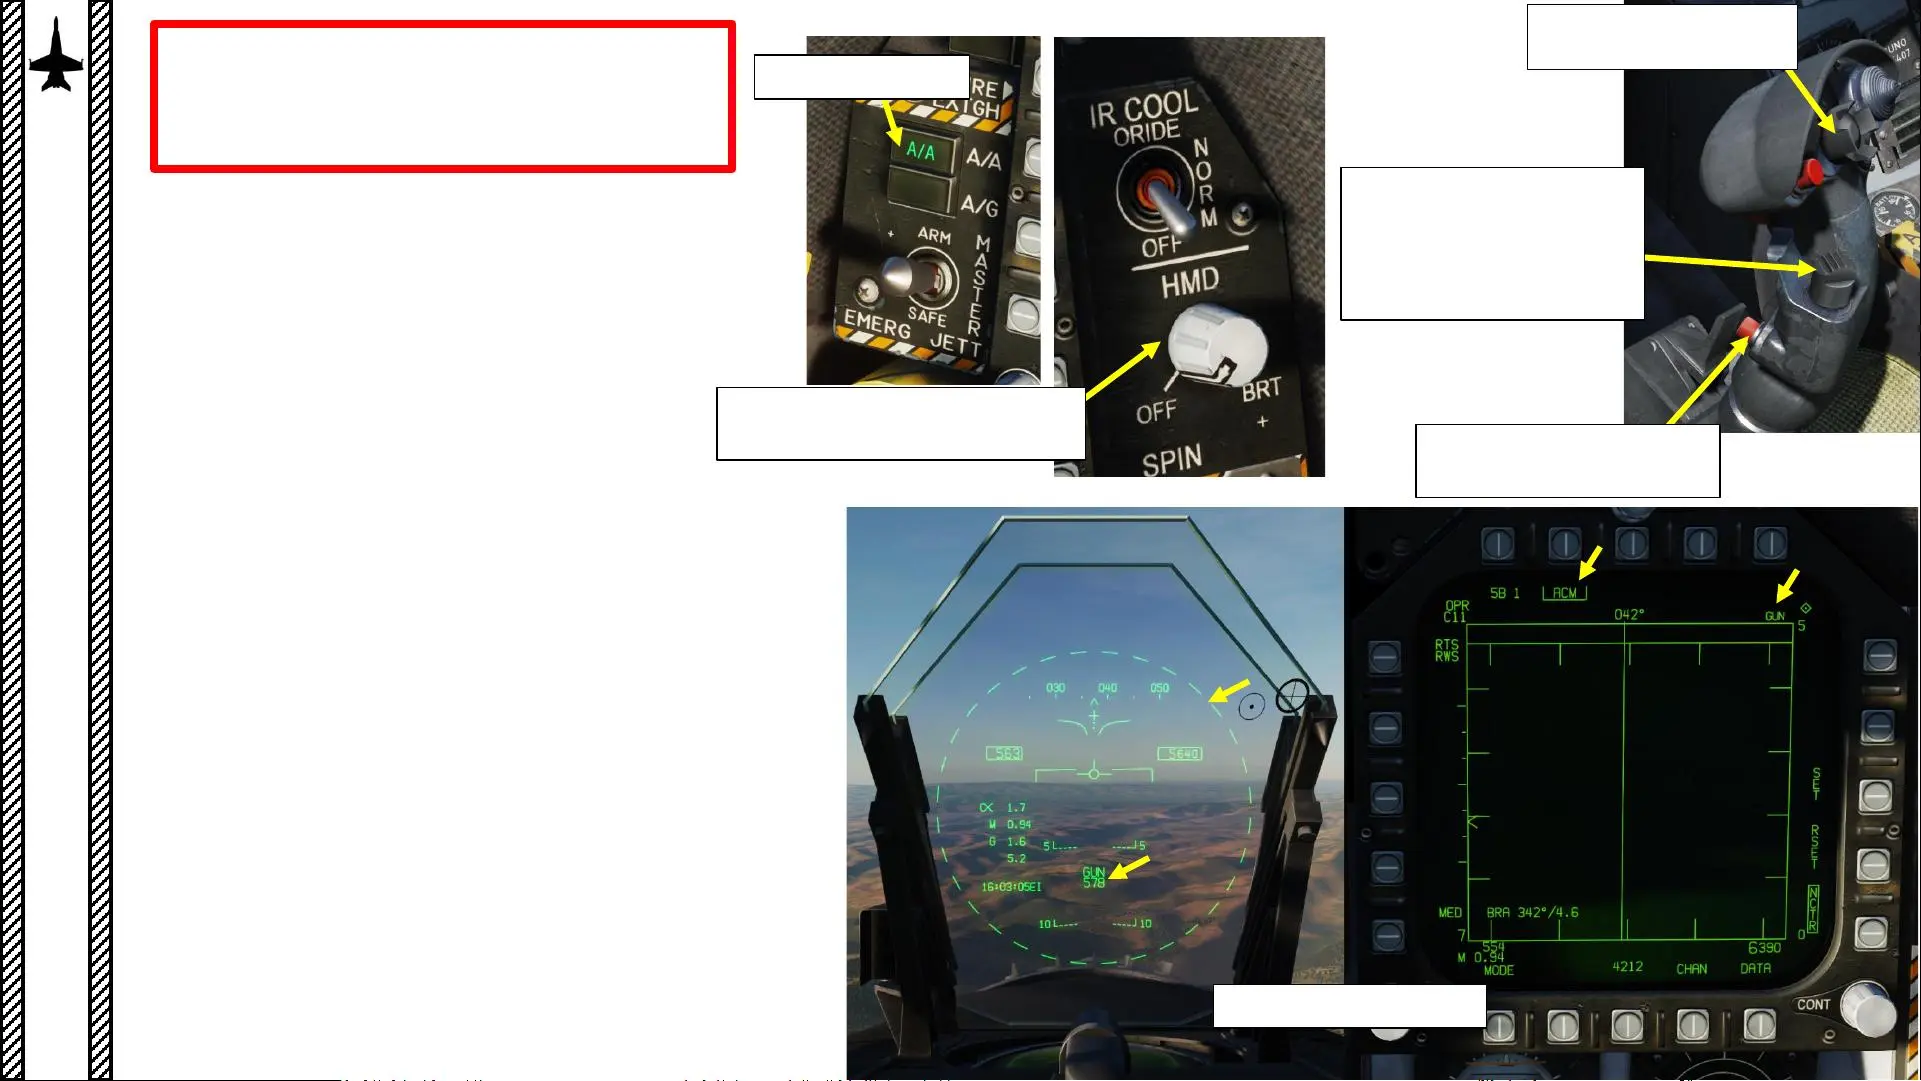 RE
EXTGH
A/A
A/A
A/G
ARM
MASTER
SAFE
EMERG JETT
IR COOL
ORIDE
NORM
OFF
HMD
OFF
BRT
+
SPIN
030 040 050
563
5640
α 1.7
M 0.94
G 1.6
5.2
5 5
GUN
578
16:03:05EI
10 10
5B 1 ACM
OPR
C11
042°
GUN
5
RTS
RWS
SET
RSET
NCTR
MED
BRA 342°/4.6
7
0
554
6390
M 0.94
MODE
4212
CHAN
DATA
CONT